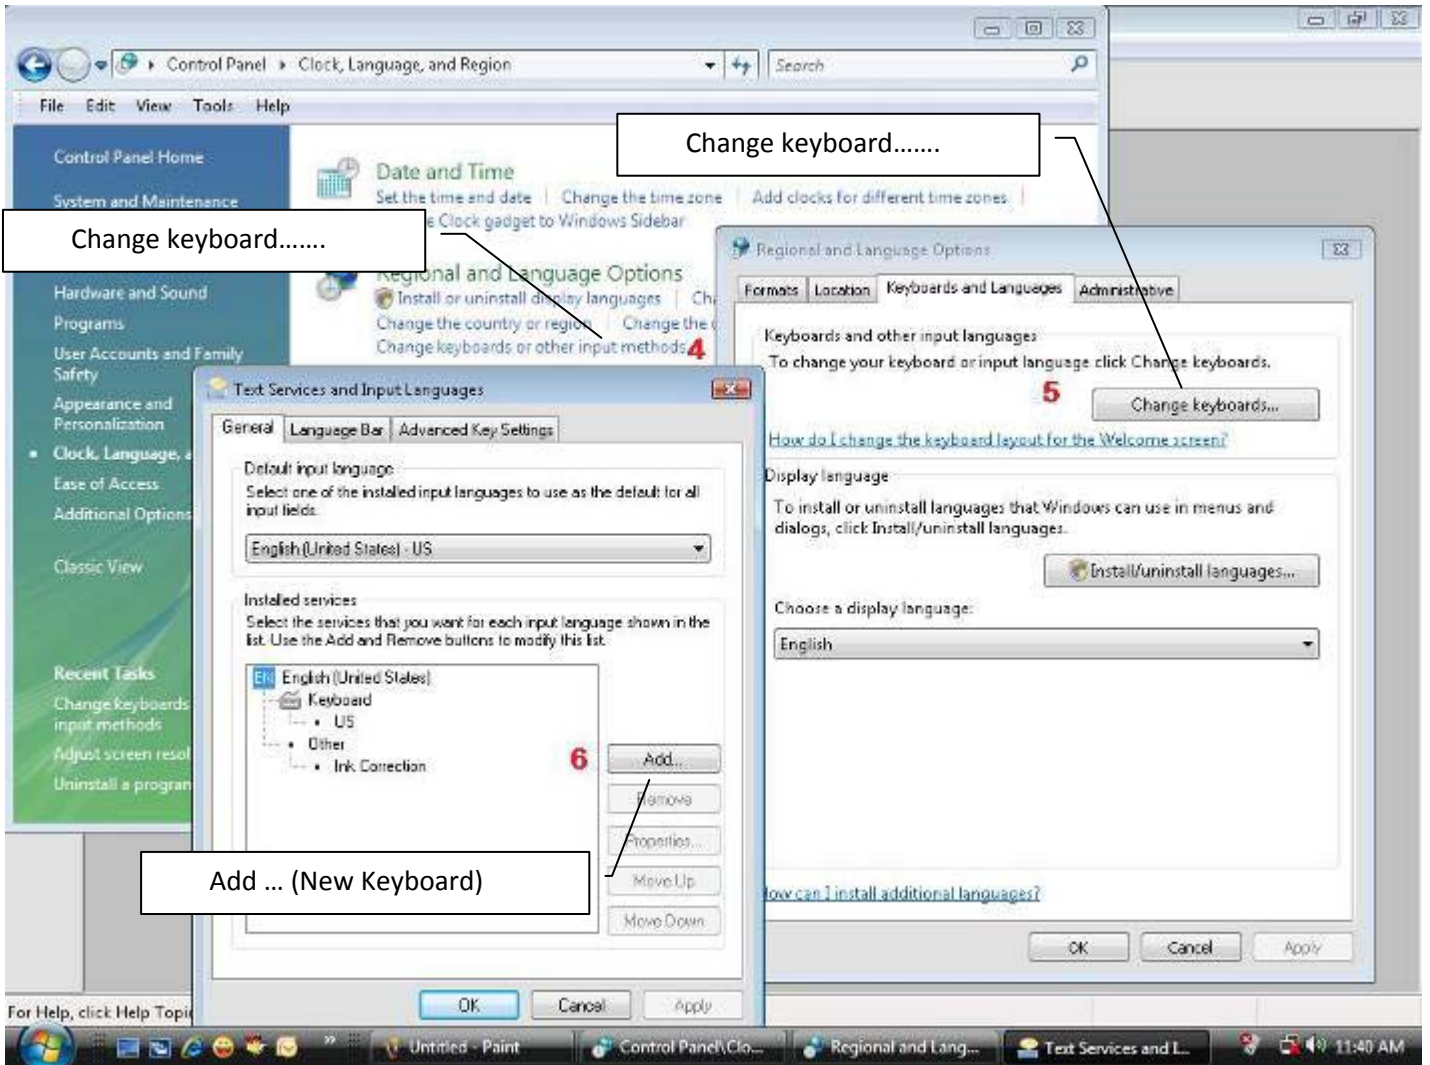 Control Panel
Clock, Language, and Region
Search
File Edit View Tools Help
Change keyboard…….
Control Panel Home
System and Maintenance
Date and Time
Set the time and date
Change the time zone
Add clocks for different time zones
Clock gadget to Windows Sidebar
Change keyboard…….
Regional and Language Options
Install or uninstall display languages
Change the country or region
Change the
Change keyboards or other input methods
4
Hardware and Sound
Programs
User Accounts and Family
Safety
Appearance and
Personalization
Clock, Language, a
Ease of Access
Additional Options
Classic View
Recent Tasks
Change keyboards
input methods
Adjust screen resol
Uninstall a program
Regional and Language Options
Formats
Location
Keyboards and Languages
Administrative
Keyboards and other input languages
To change your keyboard or input language click Change keyboards.
5
Change keyboards...
How do I change the keyboard layout for the Welcome screen?
Display language
To install or uninstall languages that Windows can use in menus and
dialogs, click Install/uninstall languages.
Install/uninstall languages...
Choose a display language:
English
How can I install additional languages?
OK
Cancel
Apply
Text Services and Input Languages
General
Language Bar
Advanced Key Settings
Default input language
Select one of the installed input languages to use as the default for all
input fields.
English (United States) - US
Installed services
Select the services that you want for each input language shown in the
list. Use the Add and Remove buttons to modify this list.
EN English (United States)
Keyboard
• US
• Other
• Ink Correction
6
Add...
Remove
Properties...
Move Up
Move Down
Add … (New Keyboard)
OK
Cancel
Apply
For Help, click Help Topi
Untitled - Paint
Control Panel\Clo...
Regional and Lang...
Text Services and I...
11:40 AM